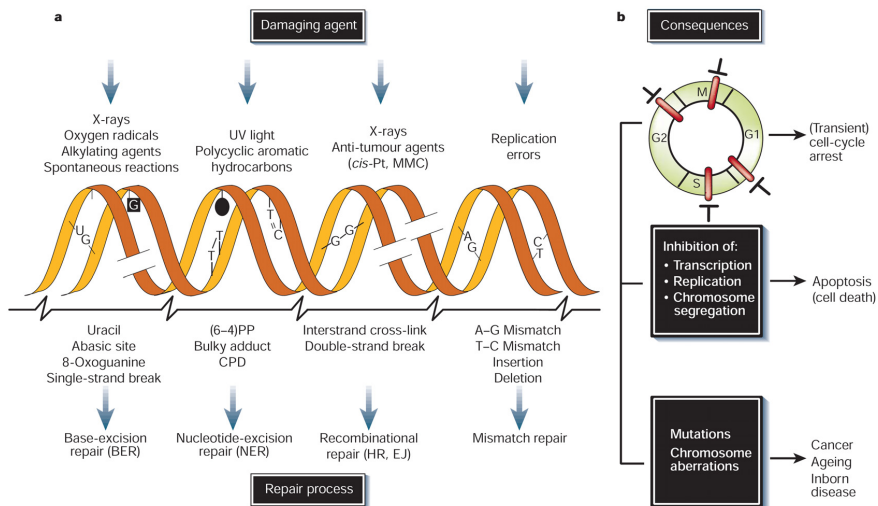 a
Damaging agent
X-rays
Oxygen radicals
Alkylating agents
Spontaneous reactions
UV light
Polycyclic aromatic
hydrocarbons
X-rays
Anti-tumour agents
(cis-Pt, MMC)
Replication
errors
U
G
G
T
T
T
C
G
G
A
G
C
T
Uracil
Abasic site
8-Oxoguanine
Single-strand break
(6–4)PP
Bulky adduct
CPD
Interstrand cross-link
Double-strand break
A–G Mismatch
T–C Mismatch
Insertion
Deletion
Base-excision
repair (BER)
Nucleotide-excision
repair (NER)
Recombinational
repair (HR, EJ)
Mismatch repair
Repair process
b
Consequences
M
G1
G2
S
(Transient)
cell-cycle
arrest
Inhibition of:
• Transcription
• Replication
• Chromosome
segregation
Apoptosis
(cell death)
Mutations
Chromosome
aberrations
Cancer
Ageing
Inborn
disease